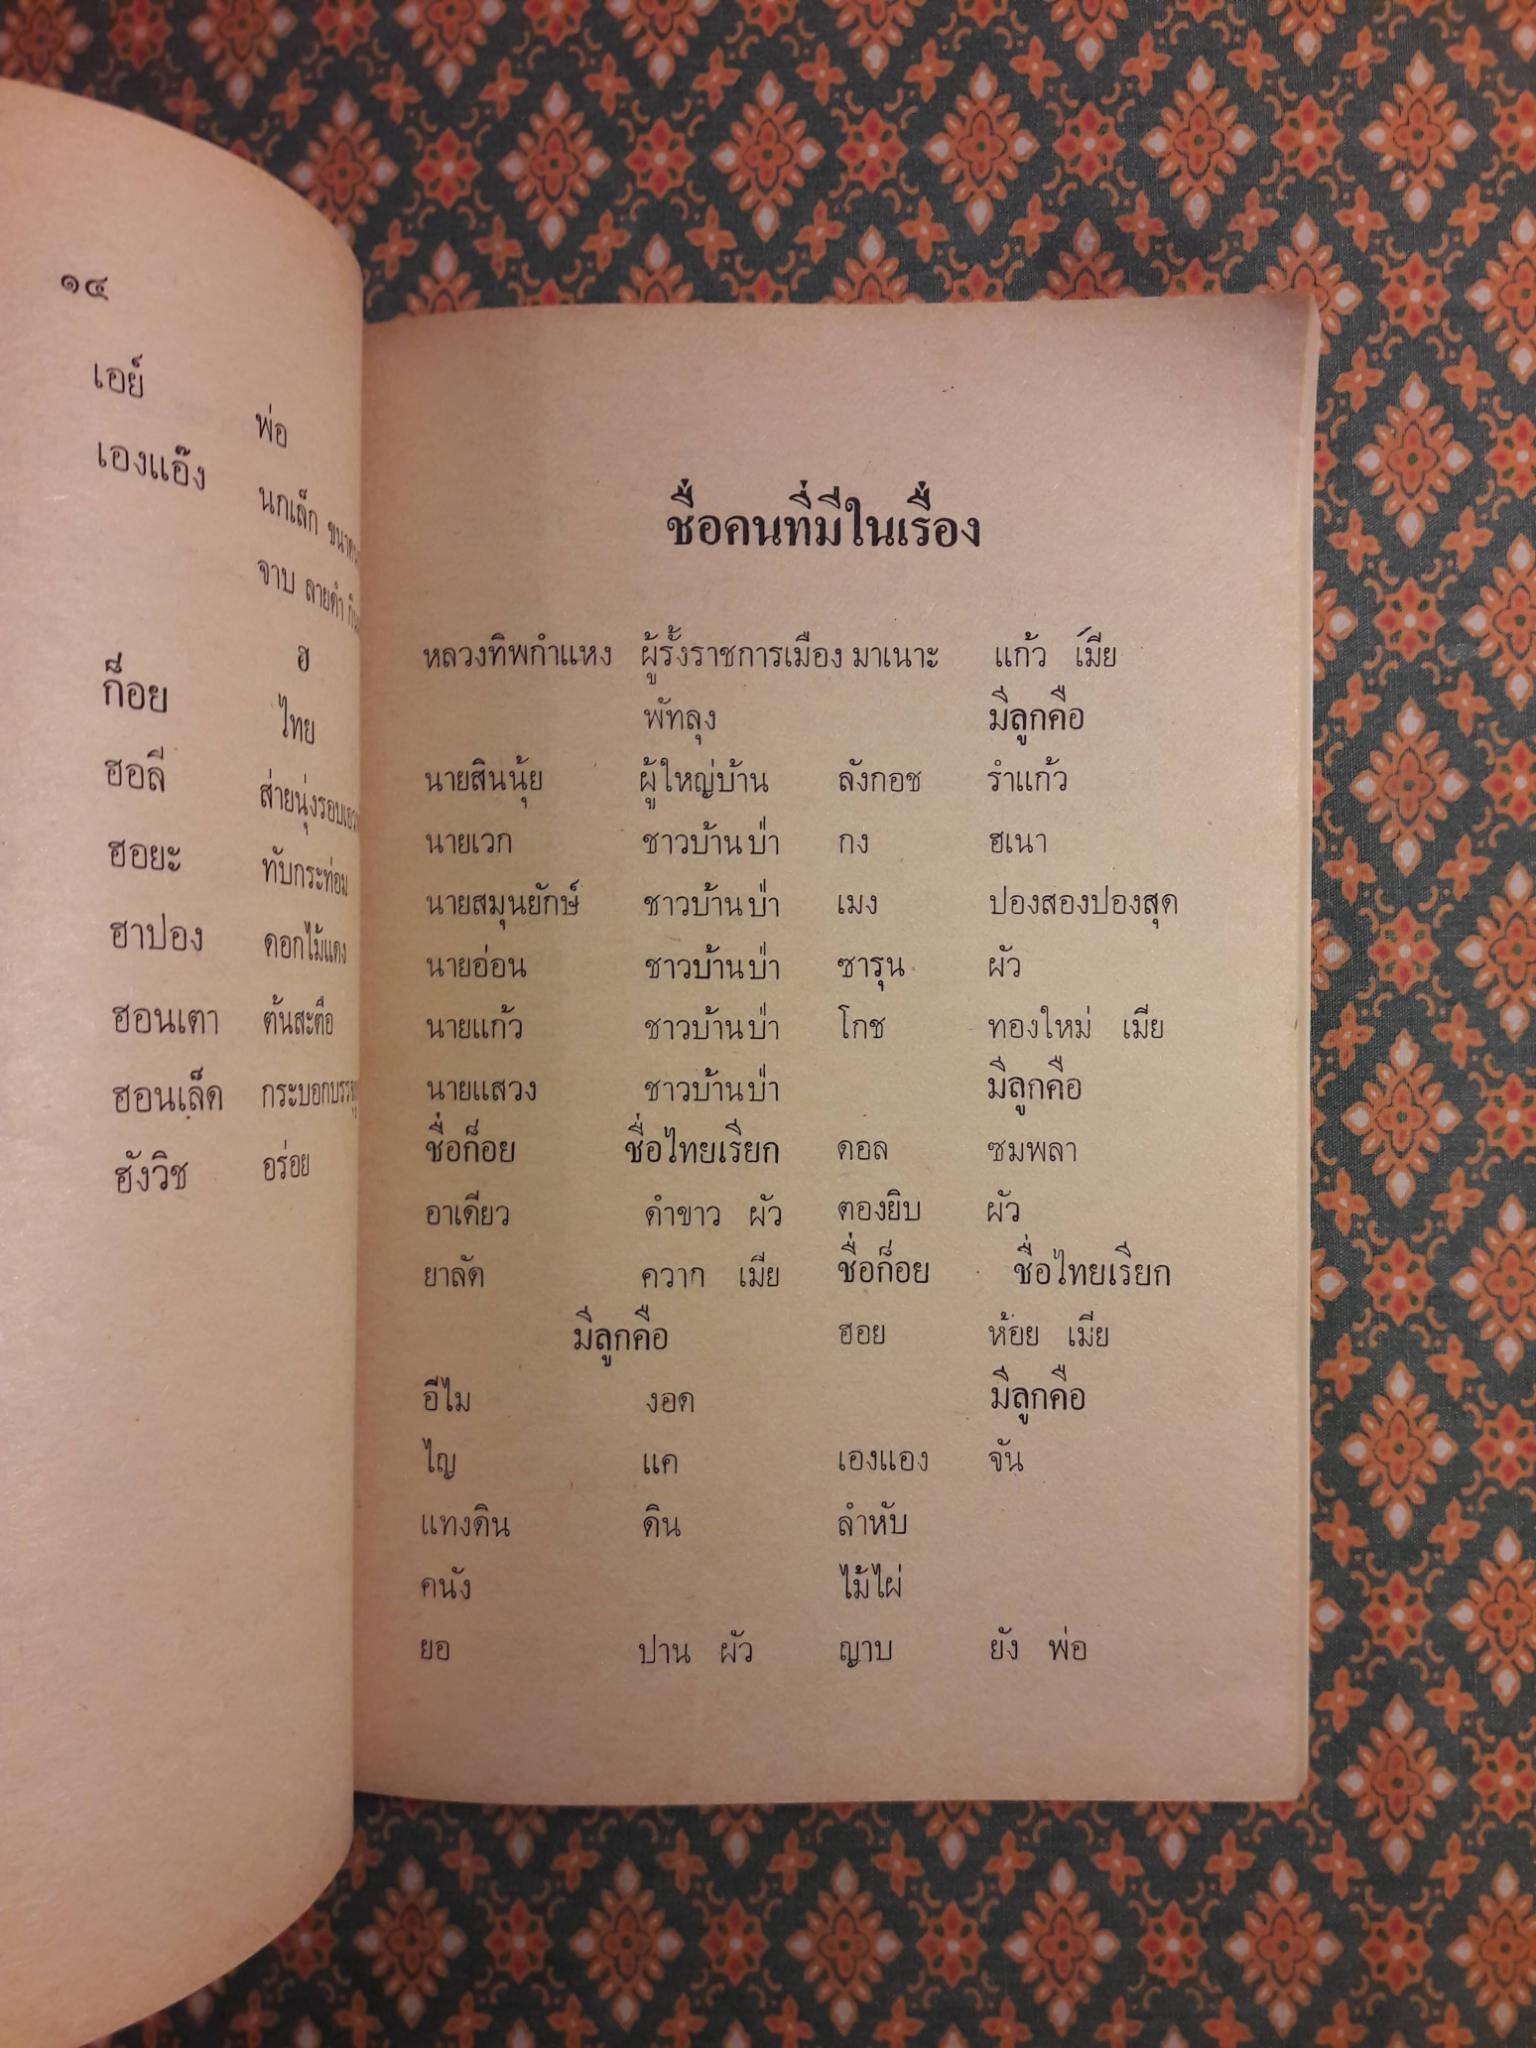 ๑๔
เอย์ พ่อ
เองแอ๊ง นกเล็ก
จาบ ลายดำ
ฮ
ก็อย ไทย
ฮอลี ส่ายนุ่งรอบเอว
ฮอยะ ทับกระท่อม
ฮาปอง ดอกไม้แดง
ฮอนเตา ต้นสะตือ
ฮอนเล็ด
ฮังวิช อร่อย
ชื่อคนที่มีในเรื่อง
หลวงทิพกำแหง ผู้รั้งราชการเมือง มาเนาะ แก้ว เมีย
พัทลุง มีลูกคือ
นายสินนุ้ย ผู้ใหญ่บ้าน ลังกอช รำแก้ว
นายเวก ชาวบ้านป่า กง ฮเนา
นายสมุนยักษ์ ชาวบ้านป่า เมง ปองสองปองสุด
นายอ่อน ชาวบ้านป่า ซารุน ผัว
นายแก้ว ชาวบ้านป่า โกช ทองใหม่ เมีย
นายแสวง ชาวบ้านป่า มีลูกคือ
ชื่อก็อย ชื่อไทยเรียก ดอล ซมพลา
อาเดียว ดำขาว ผัว ตองยิบ ผัว
ยาลัด ควาก เมีย ชื่อก็อย ชื่อไทยเรียก
มีลูกคือ ฮอย ห้อย เมีย
อีไม งอด มีลูกคือ
ไญ แค เองแอง จัน
แทงดิน ดิน ลำหับ
คนัง ไม้ไผ่
ยอ ปาน ผัว ญาบ ยัง พ่อ